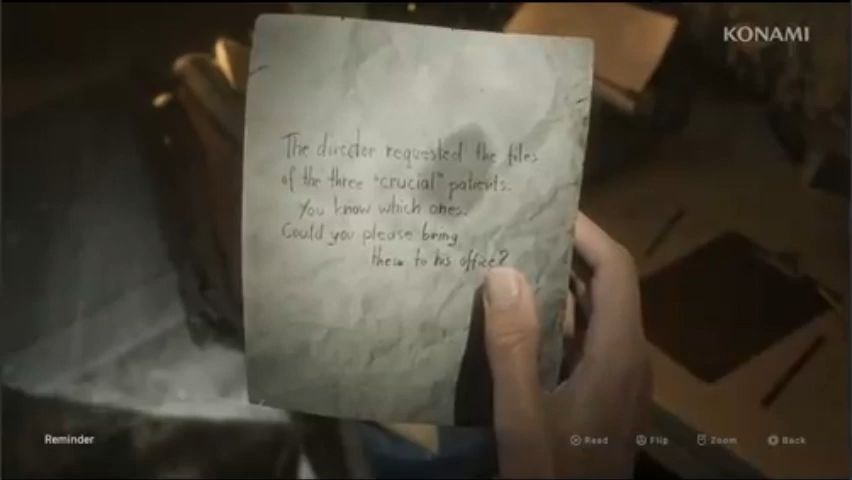 KONAMI
The director requested the files
of the three "crucial" patients.
You know which ones.
Could you please bring
them to his office?
Reminder
Read
Flip
Zoom
Back